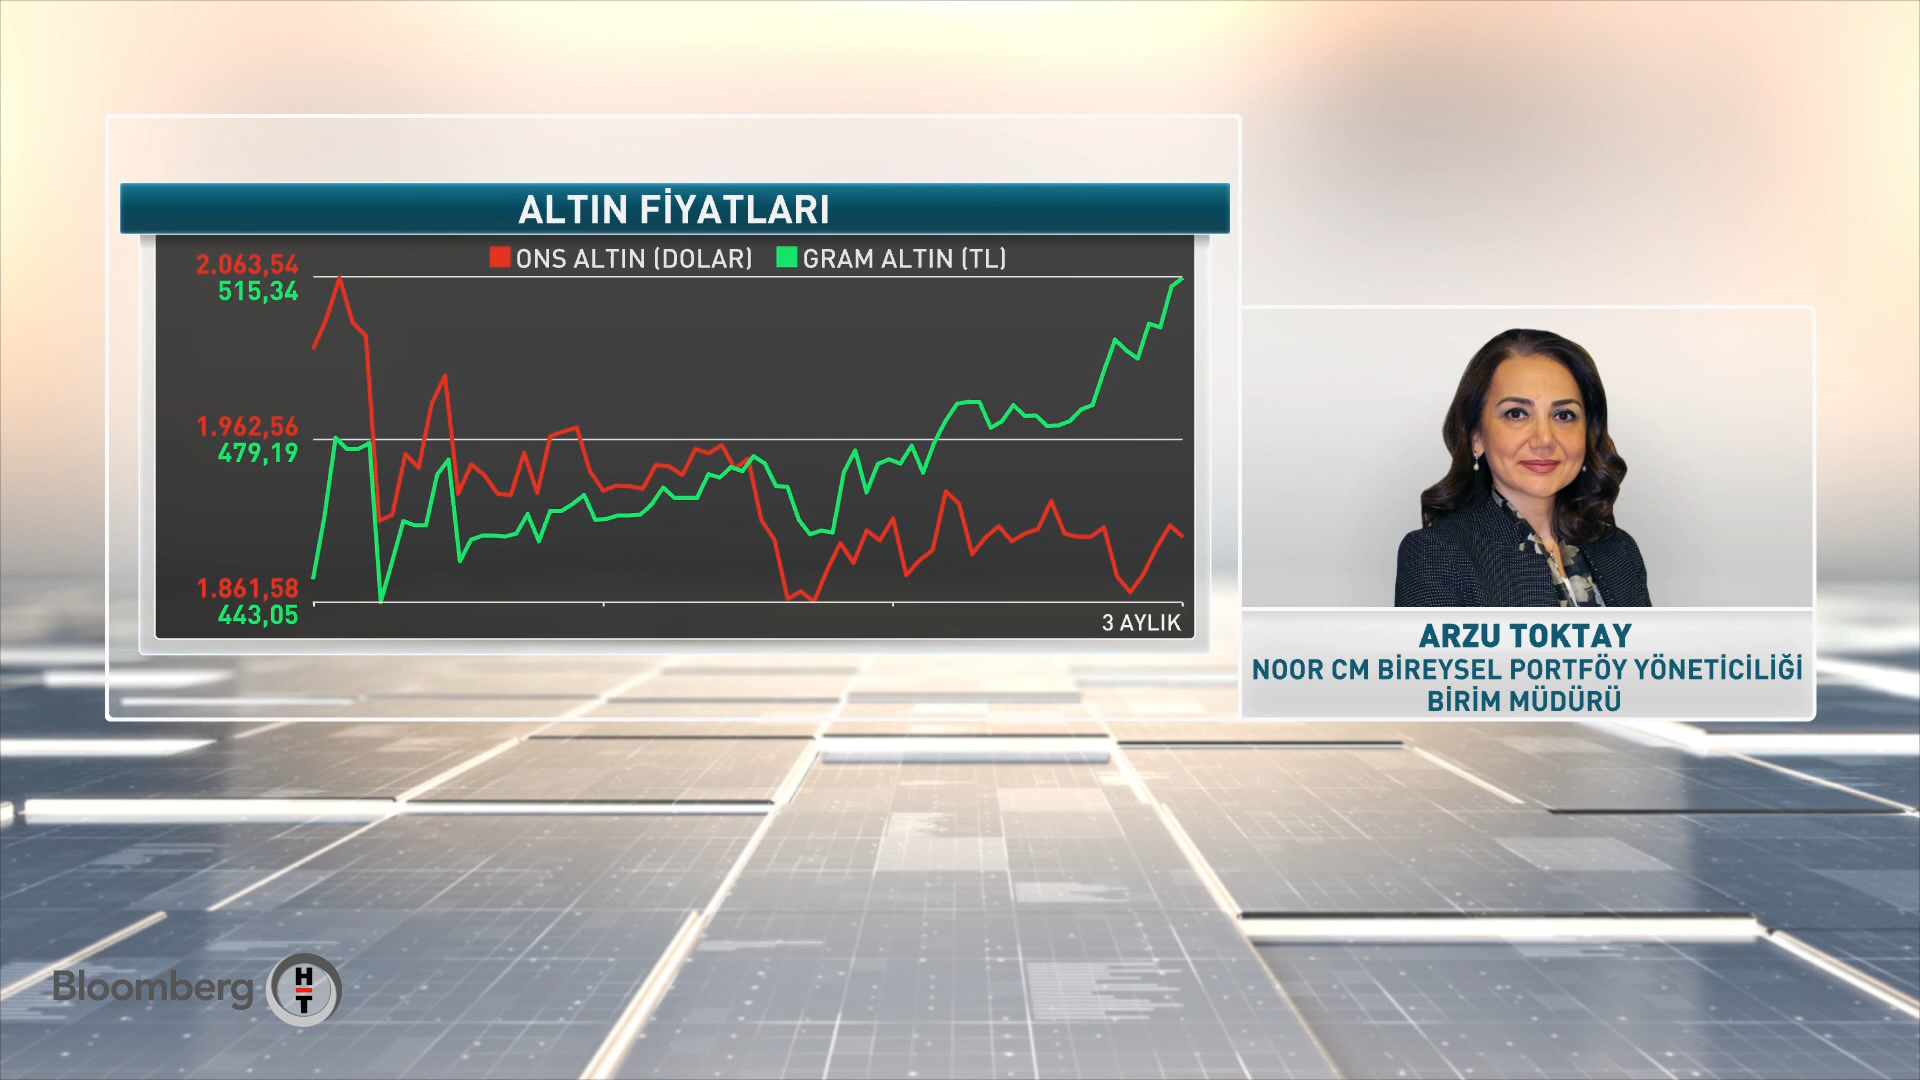 ALTIN FİYATLARI
ONS ALTIN (DOLAR) GRAM ALTIN (TL)
2.063,54
515,34
1.962,56
479,19
1.861,58
443,05
3 AYLIK
ARZU TOKTAY
NOOR CM BİREYSEL PORTFÖY YÖNETİCİLİĞİ
BİRİM MÜDÜRÜ
Bloomberg HT